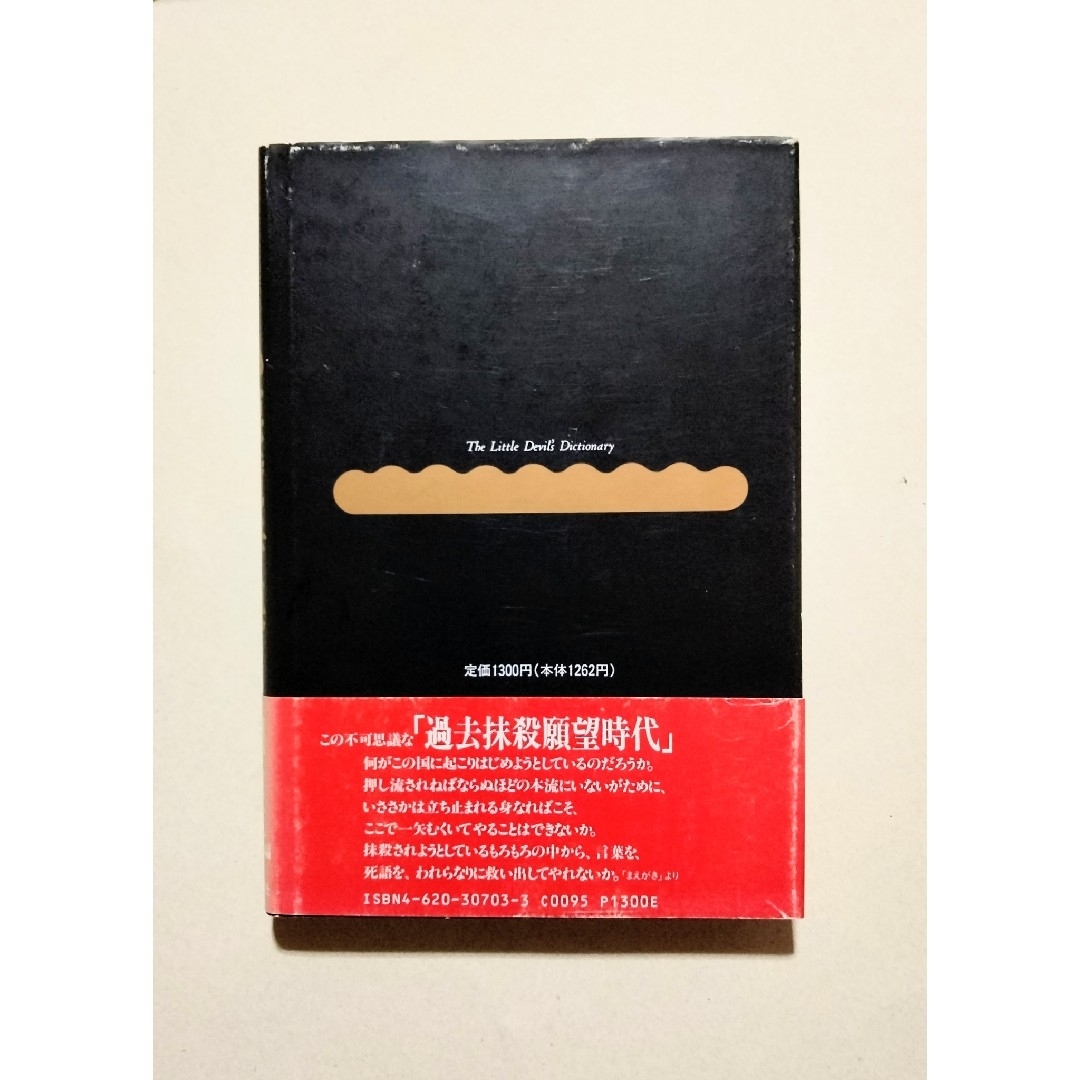 The Little Devil's Dictionary
定価1300円(本体1262円)
この不可思議な「過去抹殺願望時代」
何がこの国に起こりはじめようとしているのだろうか。
押し流されねばならぬほどの本流にいないがために、
いささかは立ち止まれる身なればこそ、
ここで一矢むくいてやることはできないか。
抹殺されようとしているもろもろの中から、言葉を、
死語を、われらなりに救い出してやれないか。「まえがき」より
ISBN4-620-30703-3 C0095 P1300E